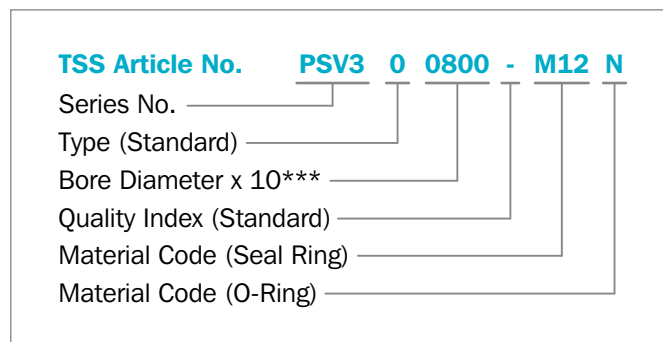 TSS Article No. PSV3 0 0800 - M12 N
Series No.
Type (Standard)
Bore Diameter x 10***
Quality Index (Standard)
Material Code (Seal Ring)
Material Code (O-Ring)